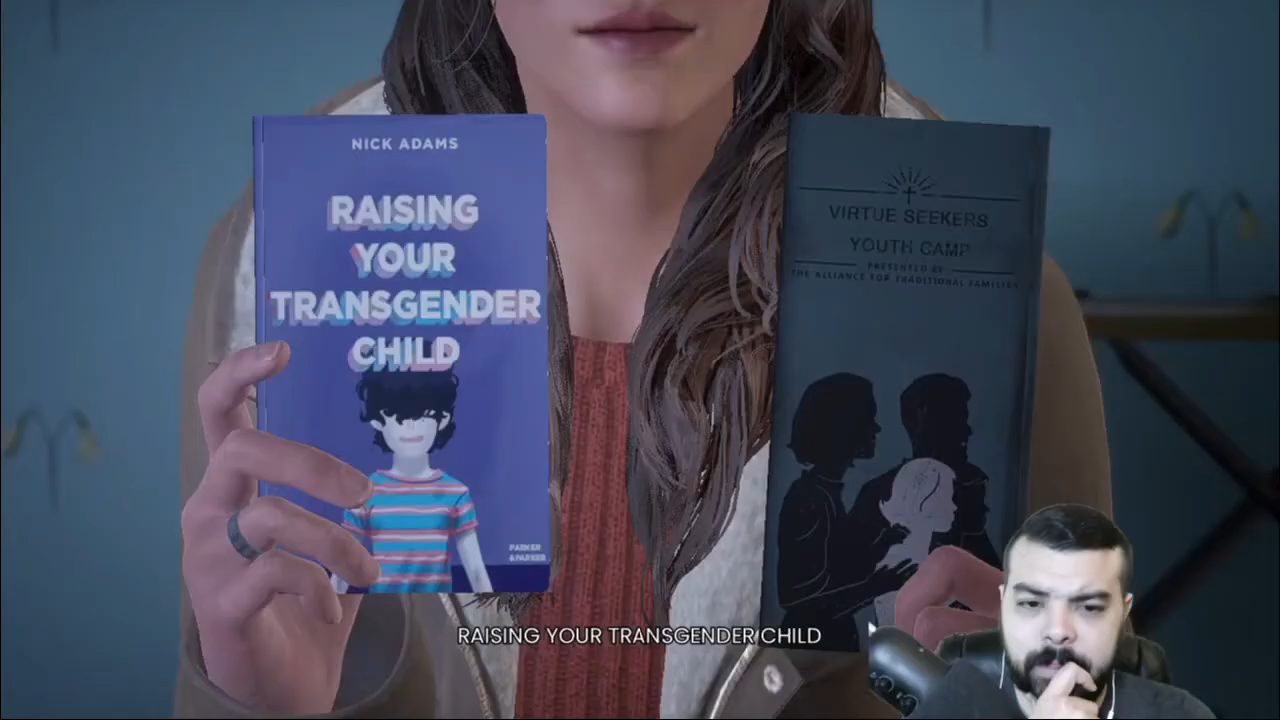 NICK ADAMS
RAISING
YOUR
TRANSGENDER
CHILD
PARKER
&PARKER
VIRTUE SEEKERS
YOUTH CAMP
PRESENTED BY
THE ALLIANCE FOR TRADITIONAL FAMILIES
RAISING YOUR TRANSGENDER CHILD